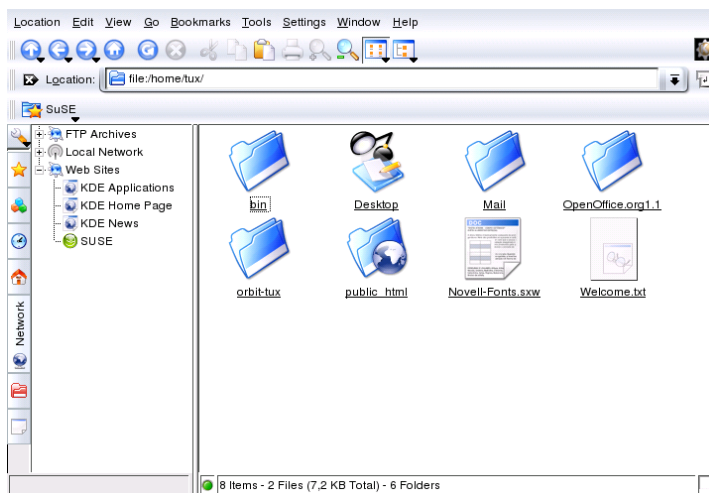 Location Edit View Go Bookmarks Tools Settings Window Help
Location: file:/home/tux/
SuSE
FTP Archives
Local Network
Web Sites
KDE Applications
KDE Home Page
KDE News
SUSE
Network
bin Desktop Mail OpenOffice.org1.1
orbit-tux public_html Novell-Fonts.sxw Welcome.txt
8 Items - 2 Files (7,2 KB Total) - 6 Folders